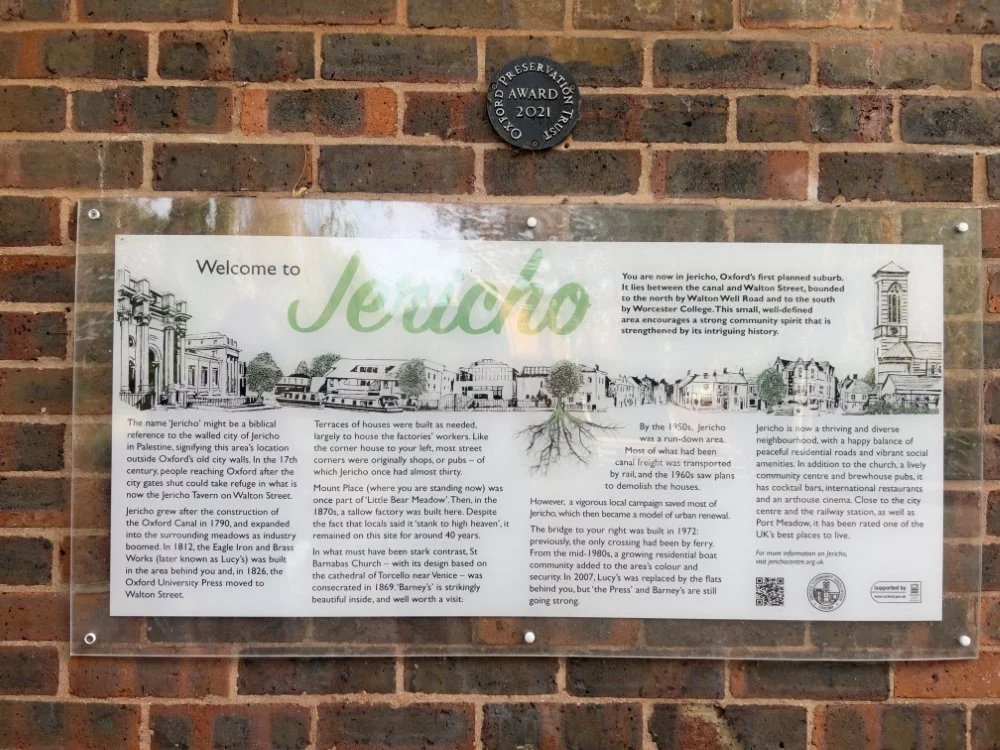 OXFORD PRESERVATION TRUST
AWARD
2021
Welcome to
Jericho
You are now in Jericho, Oxford's first planned suburb.
It lies between the canal and Walton Street, bounded
to the north by Walton Well Road and to the south
by Worcester College. This small, well-defined
area encourages a strong community spirit that is
strengthened by its intriguing history.
The name 'Jericho' might be a biblical
reference to the walled city of Jericho
in Palestine, signifying this area's location
outside Oxford's old city walls. In the 17th
century, people reaching Oxford after the
city gates shut could take refuge in what is
now the Jericho Tavern on Walton Street.
Jericho grew after the construction of
the Oxford Canal in 1790, and expanded
into the surrounding meadows as industry
boomed. In 1812, the Eagle Iron and Brass
Works (later known as Lucy's) was built
in the area behind you and, in 1826, the
Oxford University Press moved to
Walton Street.
Terraces of houses were built as needed,
largely to house the factories' workers. Like
the corner house to your left, most street
corners were originally shops, or pubs – of
which Jericho once had almost thirty.
Mount Place (where you are standing now) was
once part of 'Little Bear Meadow'. Then, in the
1870s, a tallow factory was built here. Despite
the fact that locals said it 'stank to high heaven', it
remained on this site for around 40 years.
In what must have been stark contrast, St
Barnabas Church – with its design based on
the cathedral of Torcello near Venice – was
consecrated in 1869. 'Barney's' is strikingly
beautiful inside, and well worth a visit.
By the 1950s, Jericho
was a run-down area.
Most of what had been
canal freight was transported
by rail, and the 1960s saw plans
to demolish the houses.
However, a vigorous local campaign saved most of
Jericho, which then became a model of urban renewal.
The bridge to your right was built in 1972:
previously, the only crossing had been by ferry.
From the mid-1980s, a growing residential boat
community added to the area's colour and
security. In 2007, Lucy's was replaced by the flats
behind you, but 'the Press' and Barney's are still
going strong.
Jericho is now a thriving and diverse
neighbourhood, with a happy balance of
peaceful residential roads and vibrant social
amenities. In addition to the church, a lively
community centre and brewhouse pubs, it
has cocktail bars, international restaurants
and an arthouse cinema. Close to the city
centre and the railway station, as well as
Port Meadow, it has been rated one of the
UK's best places to live.
For more information on Jericho,
visit jerichocentre.org.uk
supported by
www.oxford.gov.uk